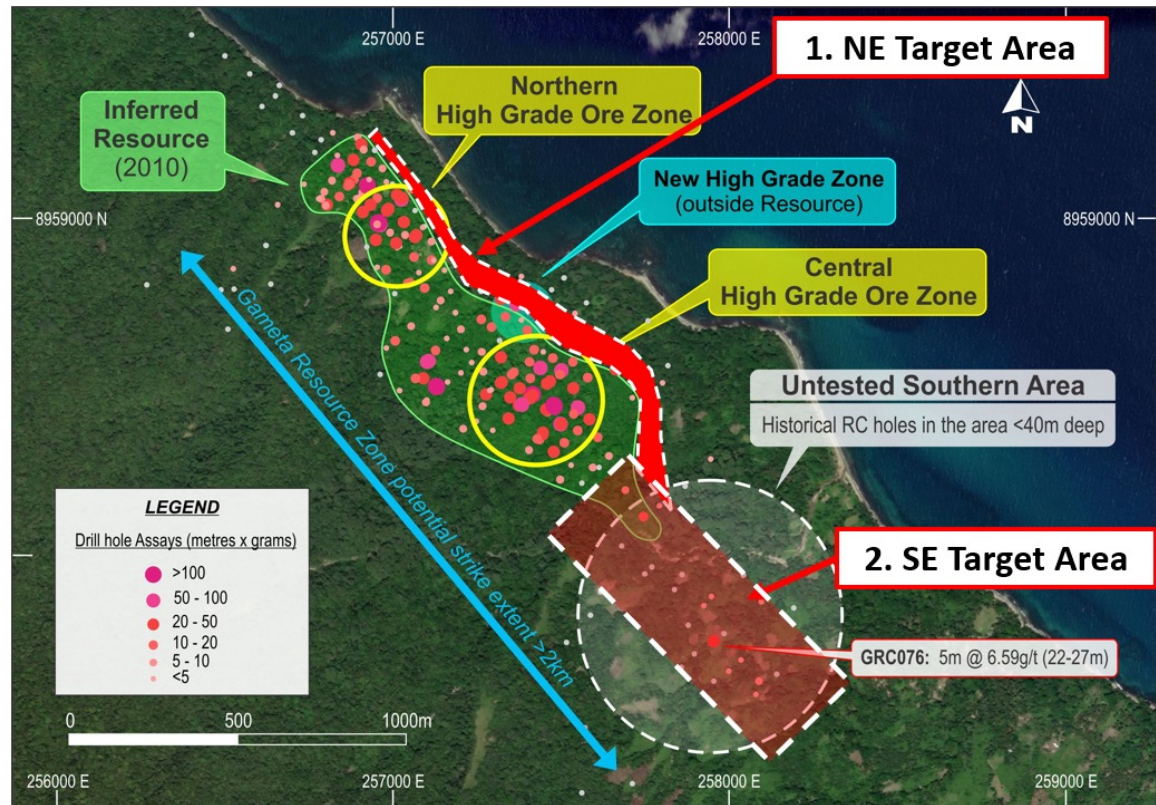 257000 E
258000 E
1. NE Target Area
N
Northern
High Grade Ore Zone
Inferred
Resource
(2010)
New High Grade Zone
(outside Resource)
8959000 N
8959000 N
Central
High Grade Ore Zone
Gameta Resource Zone potential strike extent >2km
Untested Southern Area
Historical RC holes in the area <40m deep
LEGEND
Drill hole Assays (metres x grams)
>100
50 - 100
20 - 50
10 - 20
5 - 10
<5
2. SE Target Area
GRC076: 5m @ 6.59g/t (22-27m)
0
500
1000m
256000 E
257000 E
258000 E
259000 E